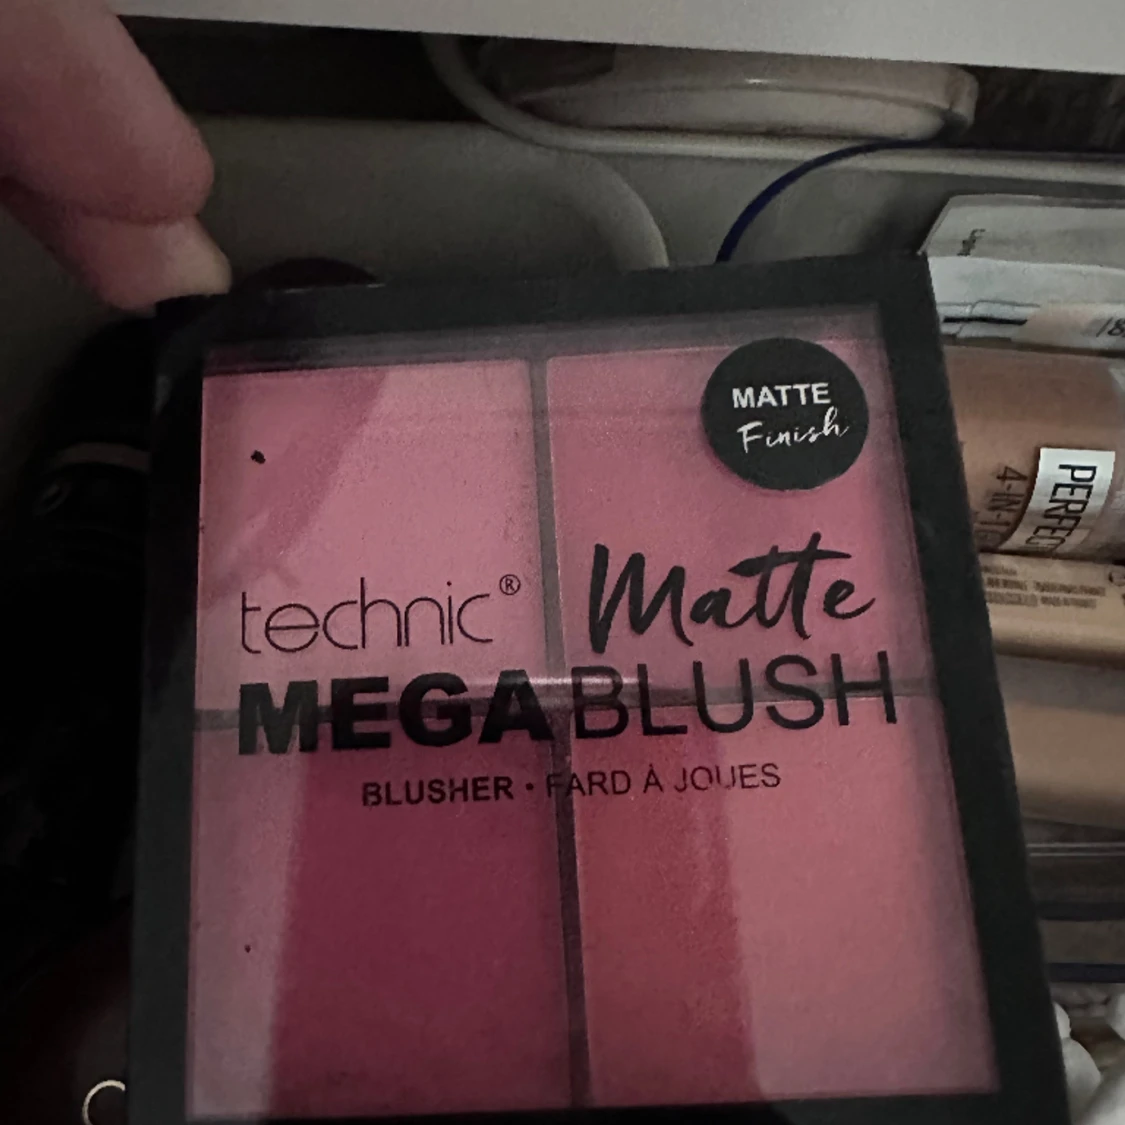 MATTE
Finish
technic®
Matte
MEGABLUSH
BLUSHER • FARD À JOUES
PERFEC
4-IN-1